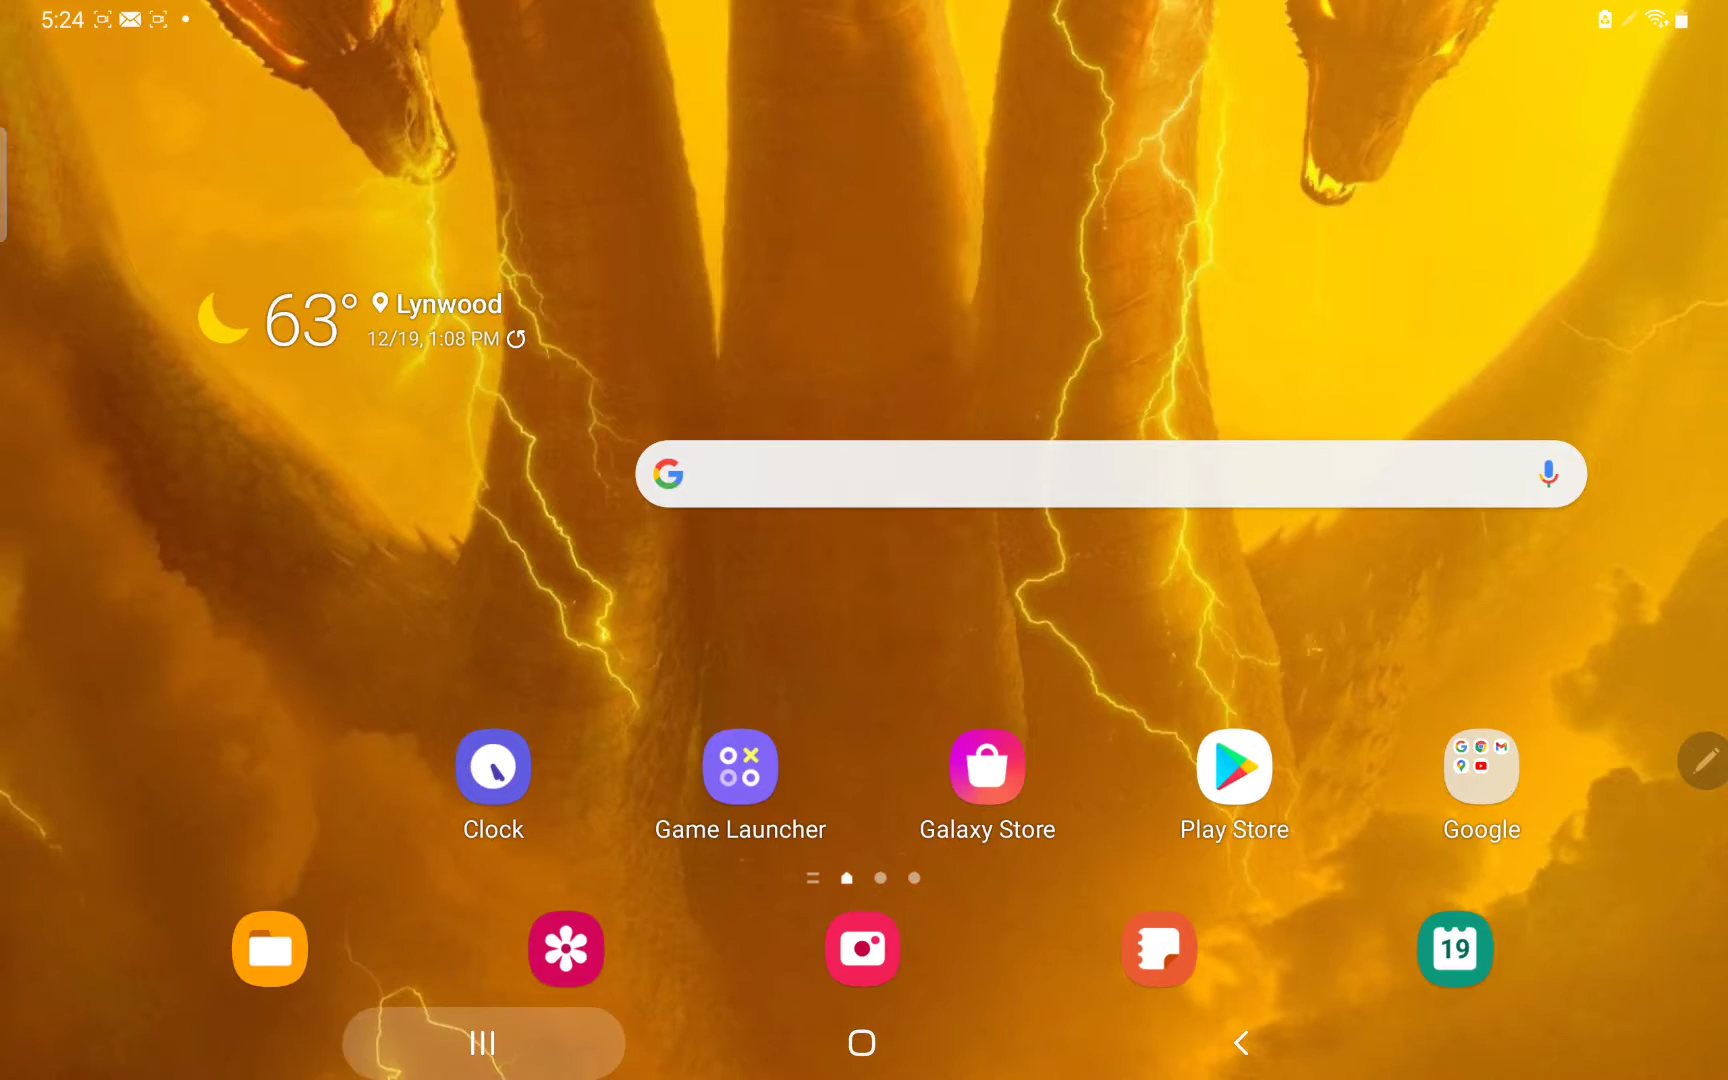 5:24
63° Lynwood
12/19, 1:08 PM
Clock
Game Launcher
Galaxy Store
Play Store
Google
19